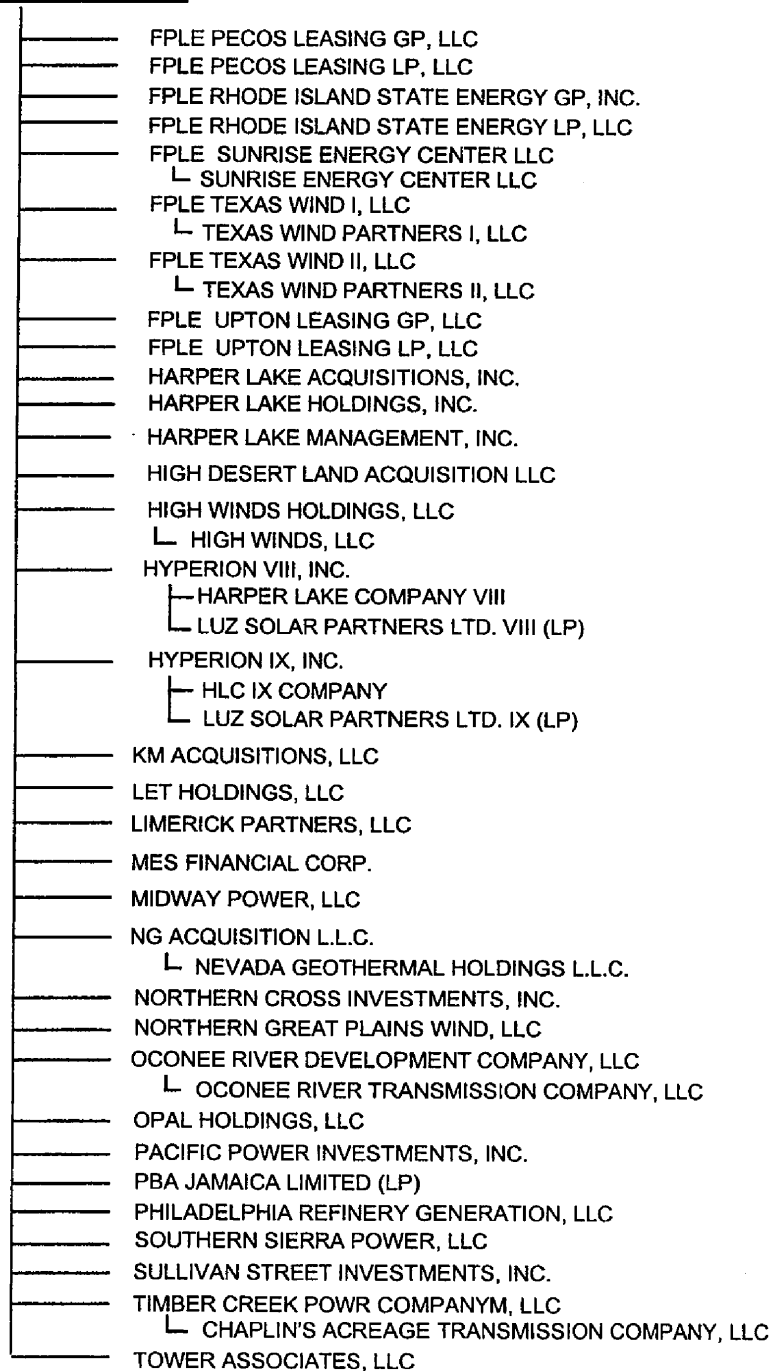 FPLE PECOS LEASING GP, LLC
FPLE PECOS LEASING LP, LLC
FPLE RHODE ISLAND STATE ENERGY GP, INC.
FPLE RHODE ISLAND STATE ENERGY LP, LLC
FPLE SUNRISE ENERGY CENTER LLC
SUNRISE ENERGY CENTER LLC
FPLE TEXAS WIND I, LLC
TEXAS WIND PARTNERS I, LLC
FPLE TEXAS WIND II, LLC
TEXAS WIND PARTNERS II, LLC
FPLE UPTON LEASING GP, LLC
FPLE UPTON LEASING LP, LLC
HARPER LAKE ACQUISITIONS, INC.
HARPER LAKE HOLDINGS, INC.
HARPER LAKE MANAGEMENT, INC.
HIGH DESERT LAND ACQUISITION LLC
HIGH WINDS HOLDINGS, LLC
HIGH WINDS, LLC
HYPERION VIII, INC.
HARPER LAKE COMPANY VIII
LUZ SOLAR PARTNERS LTD. VIII (LP)
HYPERION IX, INC.
HLC IX COMPANY
LUZ SOLAR PARTNERS LTD. IX (LP)
KM ACQUISITIONS, LLC
LET HOLDINGS, LLC
LIMERICK PARTNERS, LLC
MES FINANCIAL CORP.
MIDWAY POWER, LLC
NG ACQUISITION L.L.C.
NEVADA GEOTHERMAL HOLDINGS L.L.C.
NORTHERN CROSS INVESTMENTS, INC.
NORTHERN GREAT PLAINS WIND, LLC
OCONEE RIVER DEVELOPMENT COMPANY, LLC
OCONEE RIVER TRANSMISSION COMPANY, LLC
OPAL HOLDINGS, LLC
PACIFIC POWER INVESTMENTS, INC.
PBA JAMAICA LIMITED (LP)
PHILADELPHIA REFINERY GENERATION, LLC
SOUTHERN SIERRA POWER, LLC
SULLIVAN STREET INVESTMENTS, INC.
TIMBER CREEK POWR COMPANYM, LLC
CHAPLIN'S ACREAGE TRANSMISSION COMPANY, LLC
TOWER ASSOCIATES, LLC